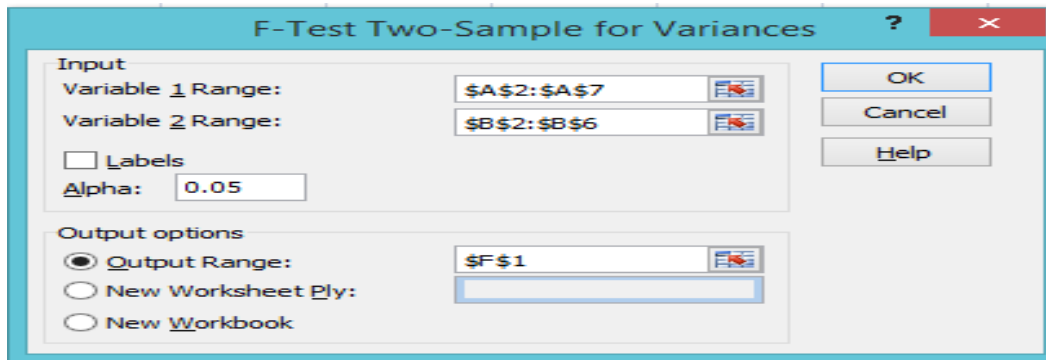 F-Test Two-Sample for Variances ? ×
Input
Variable 1 Range: $A$2:$A$7
Variable 2 Range: $B$2:$B$6
Labels
Alpha: 0.05
OK
Cancel
Help
Output options
Output Range: $F$1
New Worksheet Ply:
New Workbook